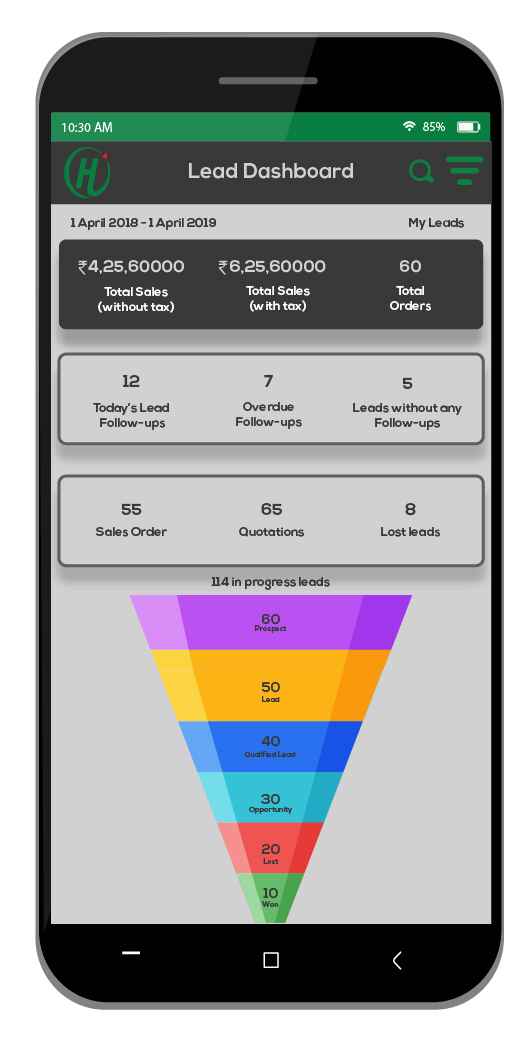 10:30 AM 85%
H Lead Dashboard
1 April 2018 - 1 April 2019 My Leads
₹4,25,60000 ₹6,25,60000 60
Total Sales Total Sales Total
(without tax) (with tax) Orders
12 7 5
Today's Lead Overdue Leads without any
Follow-ups Follow-ups Follow-ups
55 65 8
Sales Order Quotations Lost leads
114 in progress leads
60
Prospect
50
Lead
40
Qualified Lead
30
Opportunity
20
Lost
10
Won